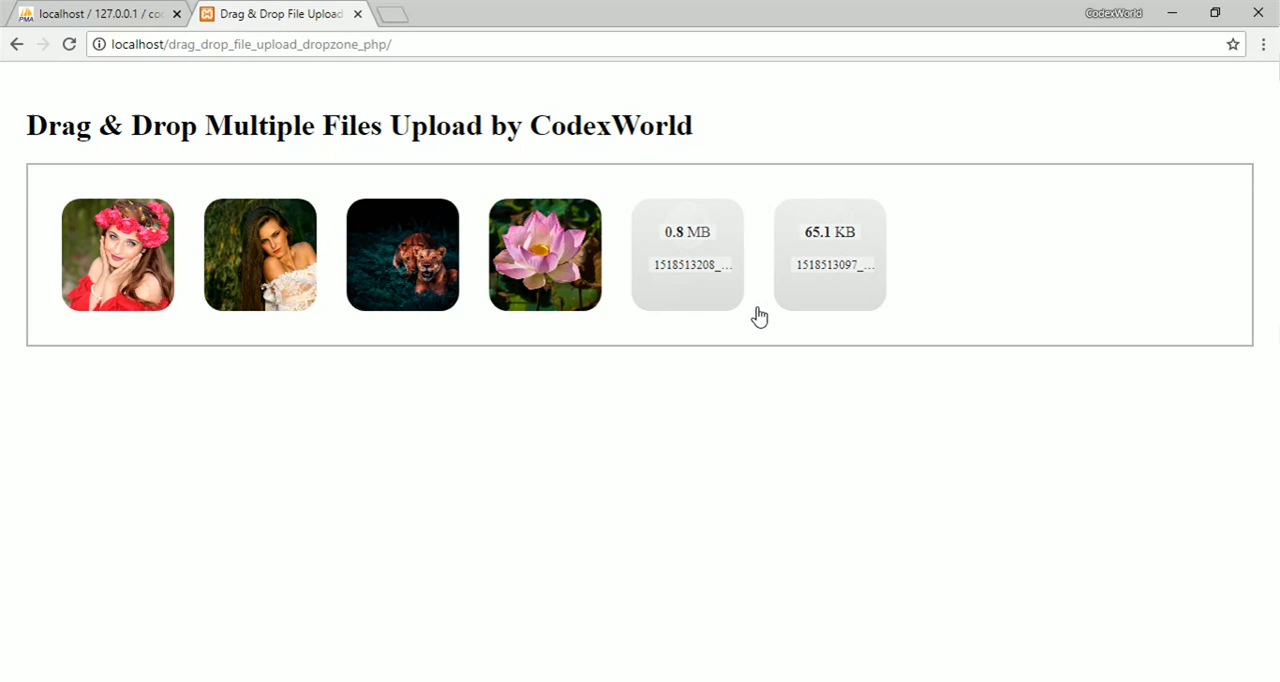 localhost / 127.0.0.1 / co
Drag & Drop File Upload
CodexWorld
localhost/drag_drop_file_upload_dropzone_php/
Drag & Drop Multiple Files Upload by CodexWorld
0.8 MB
1518513208_...
65.1 KB
1518513097_...